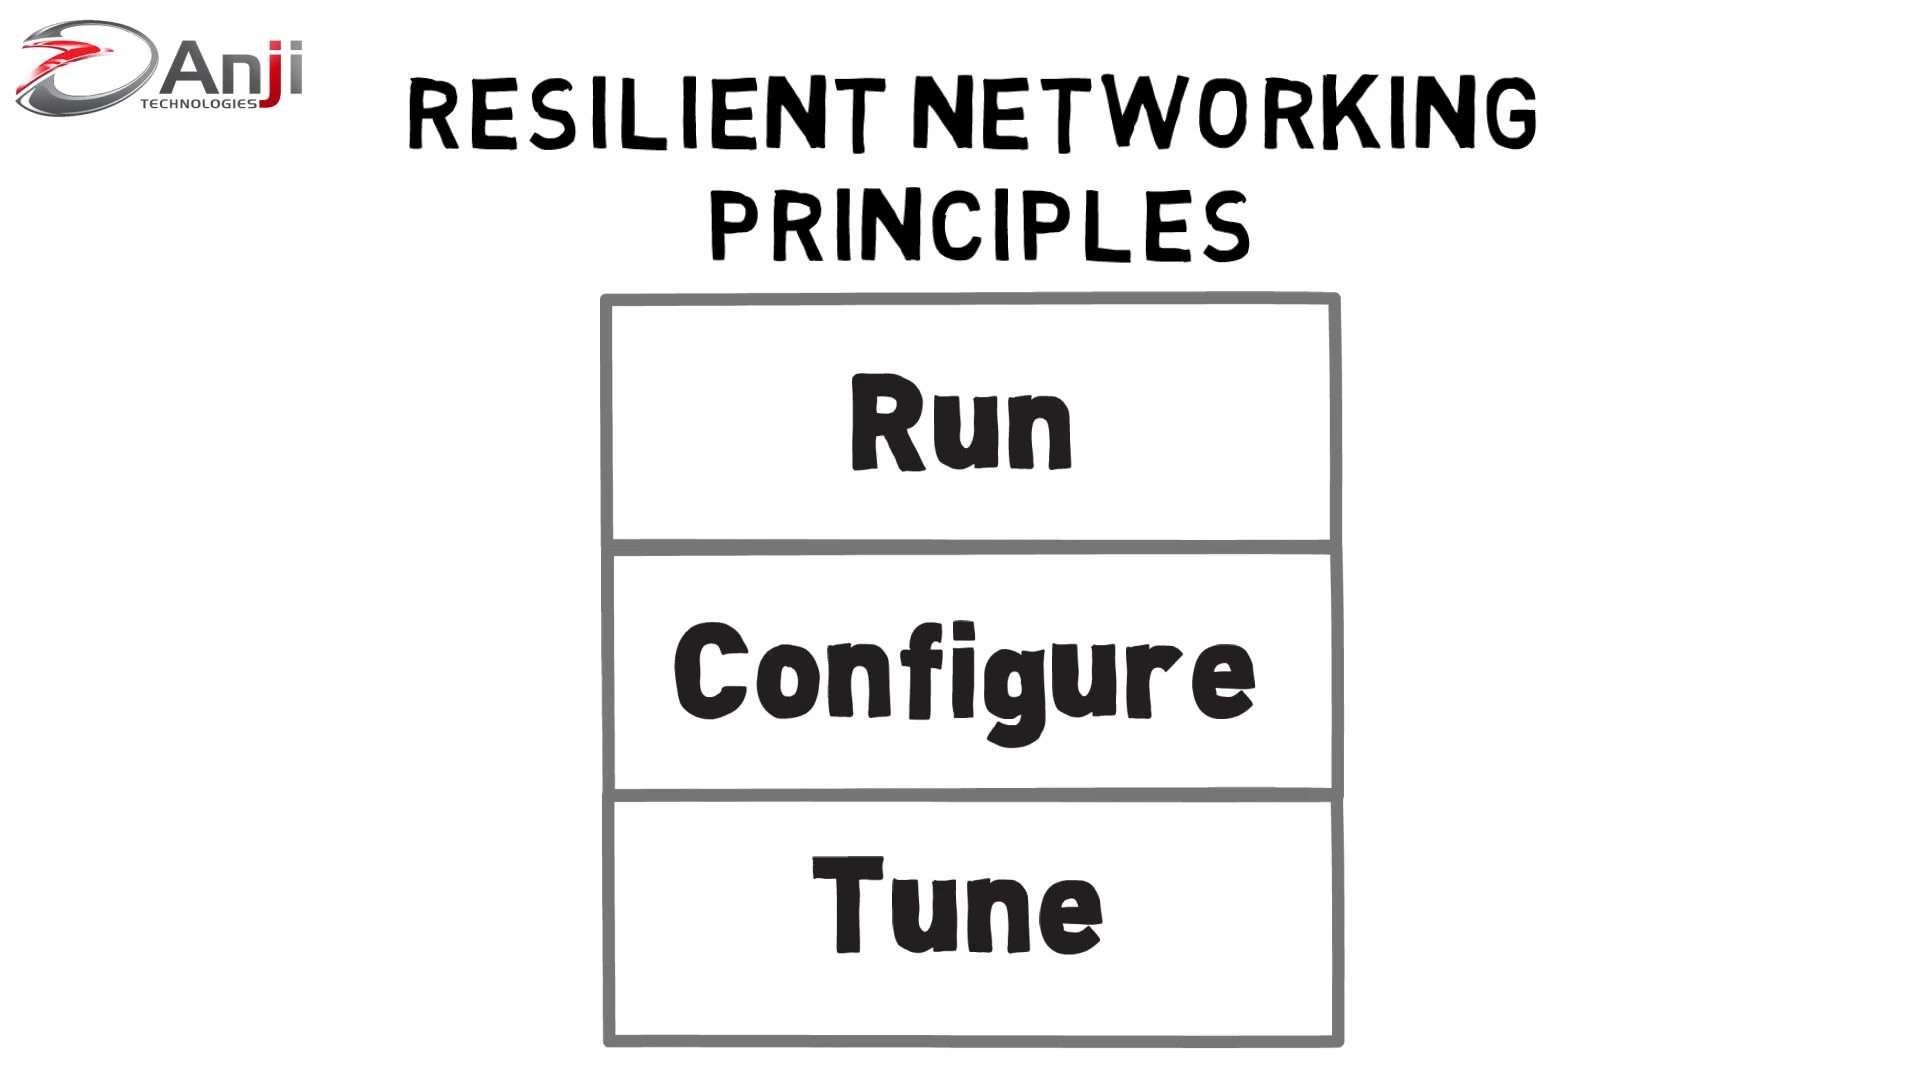 Anji
TECHNOLOGIES
RESILIENT NETWORKING
PRINCIPLES
Run
Configure
Tune